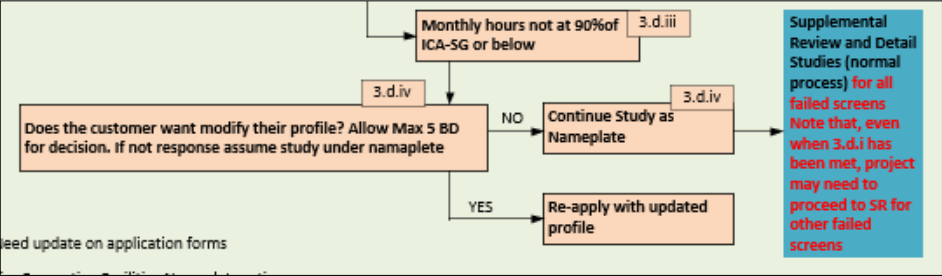 Monthly hours not at 90%of
ICA-SG or below
3.d.iii
3.d.iv
Does the customer want modify their profile? Allow Max 5 BD
for decision. If not response assume study under namaplete
NO
3.d.iv
Continue Study as
Nameplate
YES
Re-apply with updated
profile
Supplemental
Review and Detail
Studies (normal
process) for all
failed screens
Note that, even
when 3.d.i has
been met, project
may need to
proceed to SR for
other failed
screens
need update on application forms